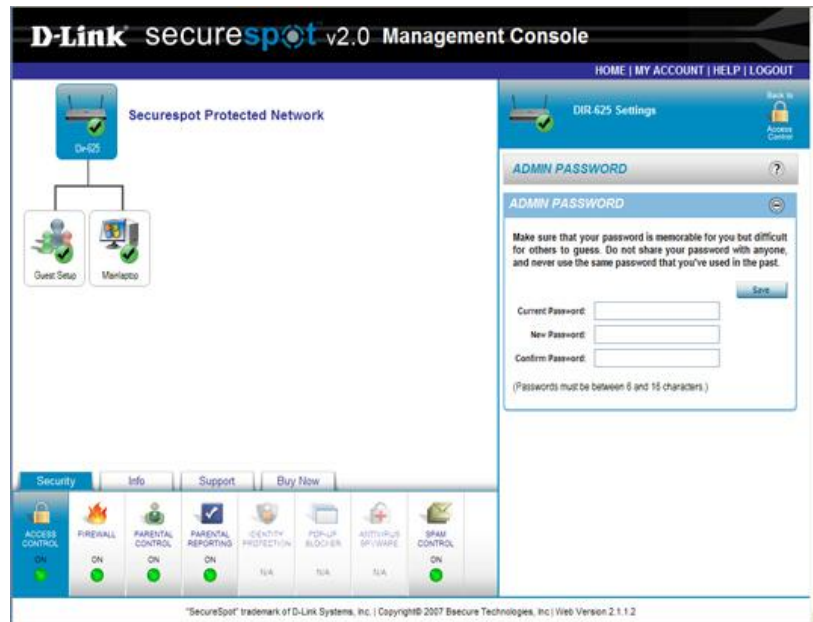 D-Link securespot v2.0 Management Console
HOME | MY ACCOUNT | HELP | LOGOUT
Dir-625
Securespot Protected Network
Guest Setup
Mainlaptop
DIR-625 Settings
Back to
Access
Control
ADMIN PASSWORD
?
ADMIN PASSWORD
Make sure that your password is memorable for you but difficult
for others to guess. Do not share your password with anyone,
and never use the same password that you've used in the past.
Save
Current Password:
New Password:
Confirm Password:
(Passwords must be between 6 and 16 characters.)
Security
Info
Support
Buy Now
ACCESS
CONTROL
ON
FIREWALL
ON
PARENTAL
CONTROL
ON
PARENTAL
REPORTING
ON
IDENTITY
PROTECTION
N/A
POP-UP
BLOCKER
N/A
ANTIVIRUS
SPYWARE
N/A
SPAM
CONTROL
ON
"SecureSpot" trademark of D-Link Systems, Inc. | Copyright© 2007 Bsecure Technologies, Inc | Web Version 2.1.1.2